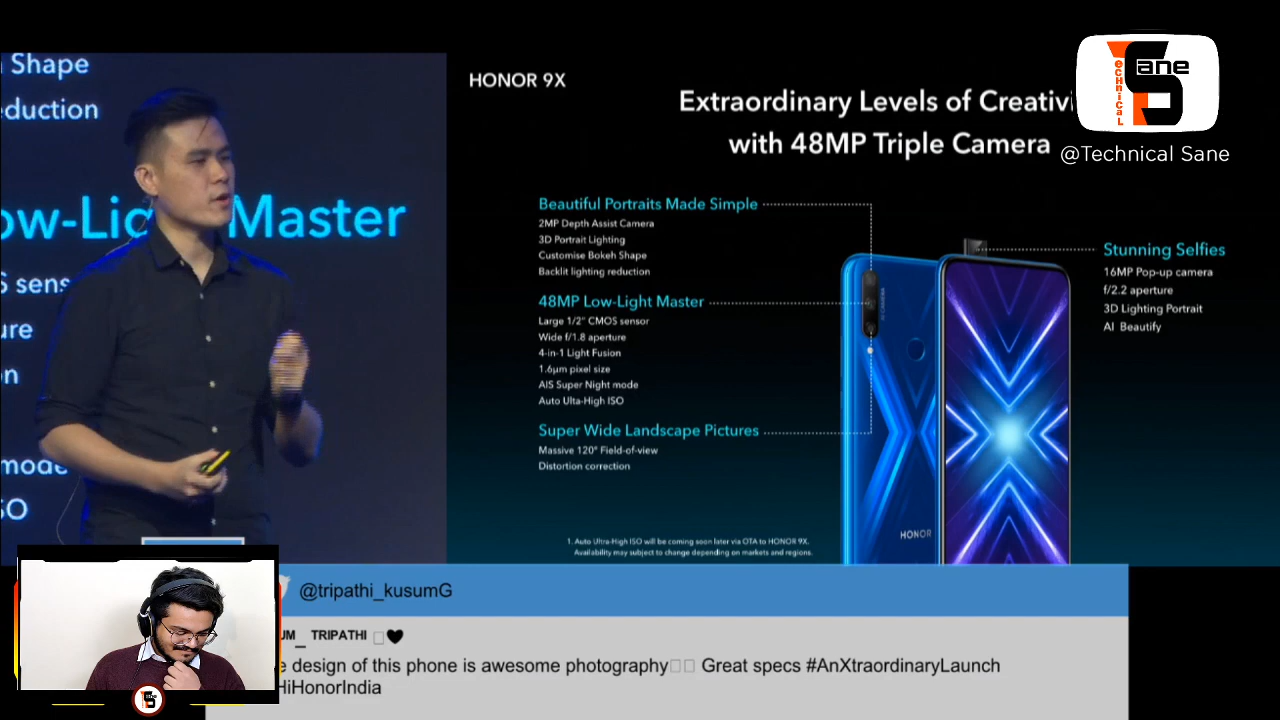 Shape
eduction
ow-Lig Master
S sens
ure
on
mode
SO
HONOR 9X
Extraordinary Levels of Creativi
with 48MP Triple Camera
Technical
Sane
@Technical Sane
Beautiful Portraits Made Simple
2MP Depth Assist Camera
3D Portrait Lighting
Customise Bokeh Shape
Backlit lighting reduction
48MP Low-Light Master
Large 1/2" CMOS sensor
Wide f/1.8 aperture
4-in-1 Light Fusion
1.6μm pixel size
AIS Super Night mode
Auto Ulta-High ISO
Super Wide Landscape Pictures
Massive 120° Field-of-view
Distortion correction
Stunning Selfies
16MP Pop-up camera
f/2.2 aperture
3D Lighting Portrait
AI Beautify
AI CAMERA
HONOR
1. Auto Ultra-High ISO will be coming soon later via OTA to HONOR 9X.
Availability may subject to change depending on markets and regions.
@tripathi_kusumG
UM_ TRIPATHI 🖤
e design of this phone is awesome photography Great specs #AnXtraordinaryLaunch
HiHonorIndia